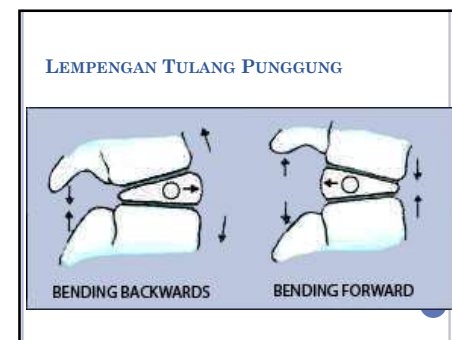 LEMPENGAN TULANG PUNGGUNG
BENDING BACKWARDS
BENDING FORWARD